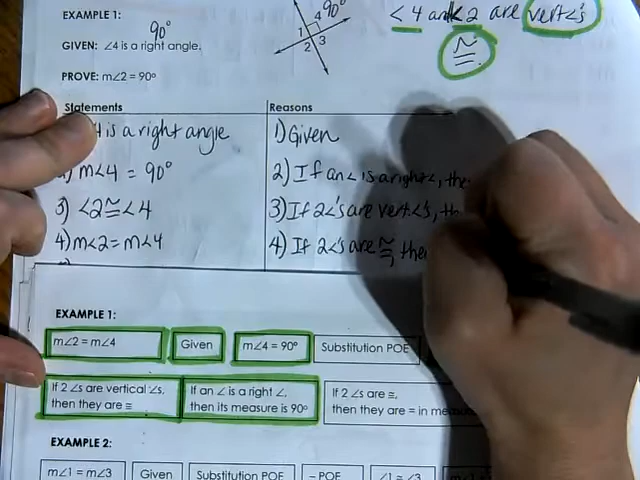 EXAMPLE 1:
90°
GIVEN: ∠4 is a right angle.
PROVE: m∠2 = 90°
4 90°
1
3
2
∠4 and ∠2 are vert∠'s
≅
Statements Reasons
4 is a right angle 1) Given
m∠4 = 90° 2) If an ∠ is a right ∠, the
3) ∠2≅∠4 3) If 2∠'s are vert∠'s, th
4) m∠2 = m∠4 4) If 2∠'s are ≅, then
EXAMPLE 1:
m∠2 = m∠4 Given m∠4 = 90° Substitution POE
If 2 ∠s are vertical ∠s, If an ∠ is a right ∠, If 2 ∠s are ≅,
then they are ≅ then its measure is 90° then they are = in
EXAMPLE 2:
m∠1 = m∠3 Given Substitution POE – POE ∠1 = ∠3